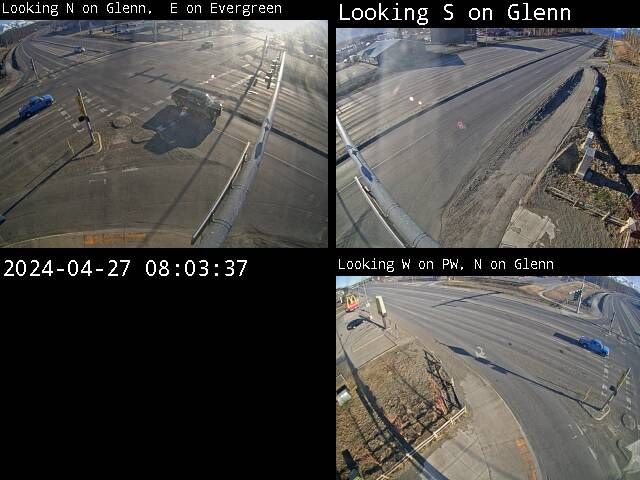 Looking N on Glenn,  E on Evergreen
Looking S on Glenn
2024-04-27 08:03:37
Looking W on PW, N on Glenn